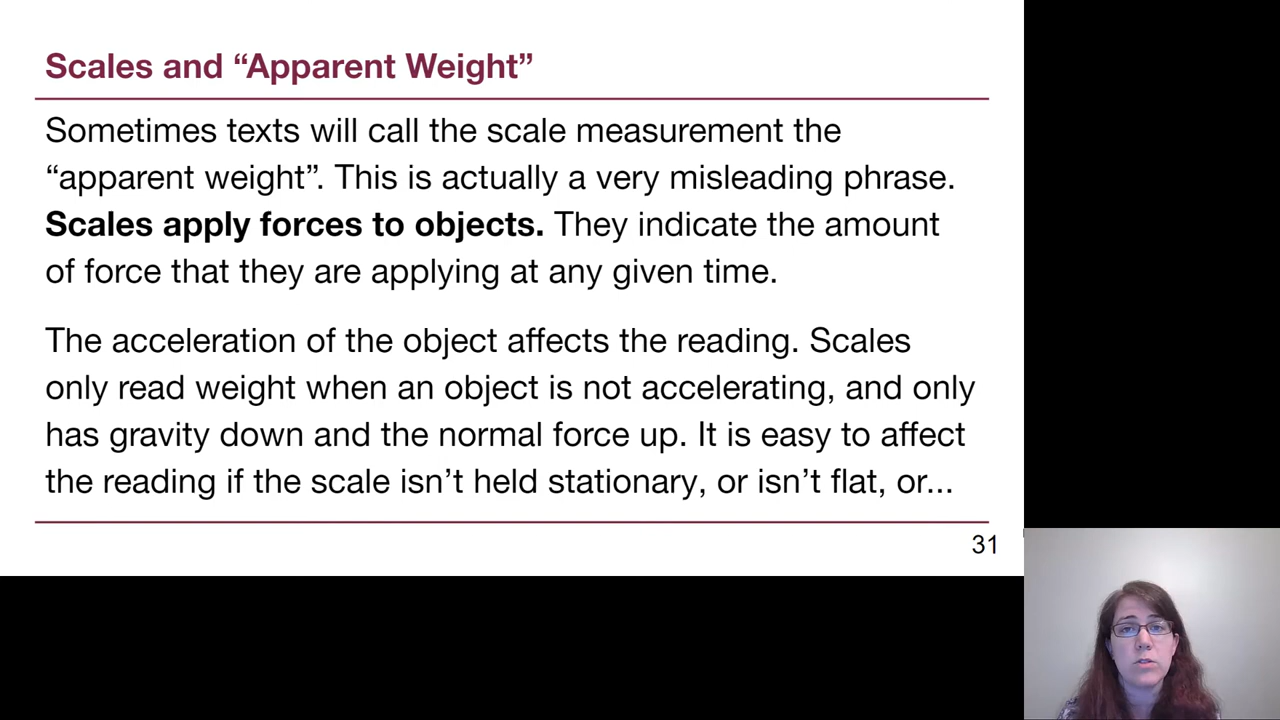 Scales and “Apparent Weight”
Sometimes texts will call the scale measurement the
“apparent weight”. This is actually a very misleading phrase.
Scales apply forces to objects. They indicate the amount
of force that they are applying at any given time.
The acceleration of the object affects the reading. Scales
only read weight when an object is not accelerating, and only
has gravity down and the normal force up. It is easy to affect
the reading if the scale isn’t held stationary, or isn’t flat, or...
31